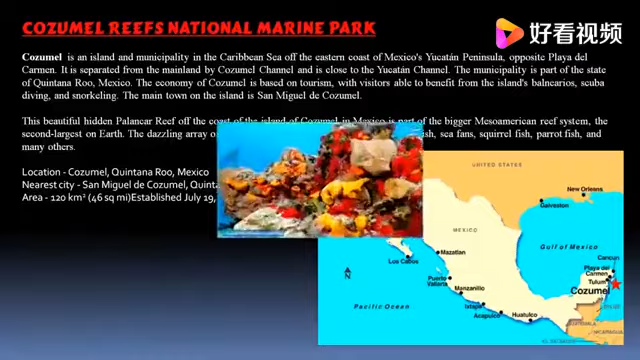 COZUMEL REEFS NATIONAL MARINE PARK
好看视频
Cozumel is an island and municipality in the Caribbean Sea off the eastern coast of Mexico's Yucatán Peninsula, opposite Playa del
Carmen. It is separated from the mainland by Cozumel Channel and is close to the Yucatán Channel. The municipality is part of the state
of Quintana Roo, Mexico. The economy of Cozumel is based on tourism, with visitors able to benefit from the island's balnearios, scuba
diving, and snorkeling. The main town on the island is San Miguel de Cozumel.
This beautiful hidden Palancar Reef off the coast of the island of Cozumel in Mexico is part of the bigger Mesoamerican reef system, the
second-largest on Earth. The dazzling array o fish, sea fans, squirrel fish, parrot fish, and
many others.
Location - Cozumel, Quintana Roo, Mexico
Nearest city - San Miguel de Cozumel, Quinta
Area - 120 km² (46 sq mi)Established July 19,
UNITED STATES
New Orleans
Galveston
MEXICO
Gulf of Mexico
Mazatlan
Los Cabos
Cancun
Playa del
Carmen
Tulum
Cozumel
N
Puerto
Vallarta
Manzanillo
Pacific Ocean
Ixtapa
Acapulco
Huatulco
GUATEMALA
NICARAGUA